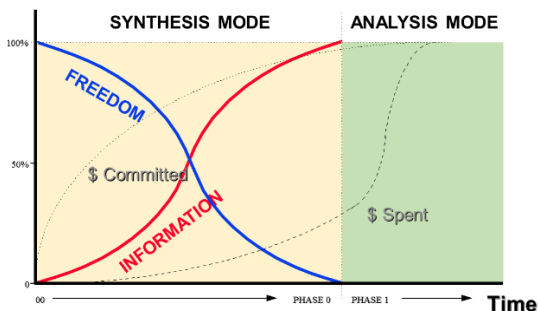 SYNTHESIS MODE
ANALYSIS MODE
100%
FREEDOM
50%
$ Committed
INFORMATION
$ Spent
0
00
PHASE 0
PHASE 1
Time